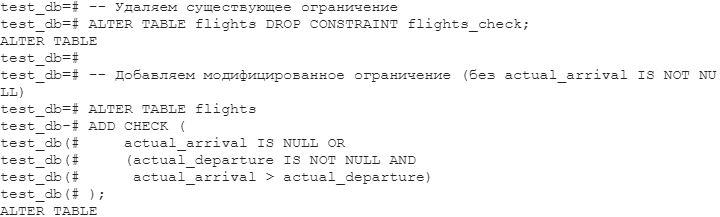 test_db=# -- Удаляем существующее ограничение
test_db=# ALTER TABLE flights DROP CONSTRAINT flights_check;
ALTER TABLE
test_db=#
test_db=# -- Добавляем модифицированное ограничение (без actual_arrival IS NOT NU
LL)
test_db=# ALTER TABLE flights
test_db-# ADD CHECK (
test_db(#     actual_arrival IS NULL OR
test_db(#     (actual_departure IS NOT NULL AND
test_db(#      actual_arrival > actual_departure)
test_db(# );
ALTER TABLE